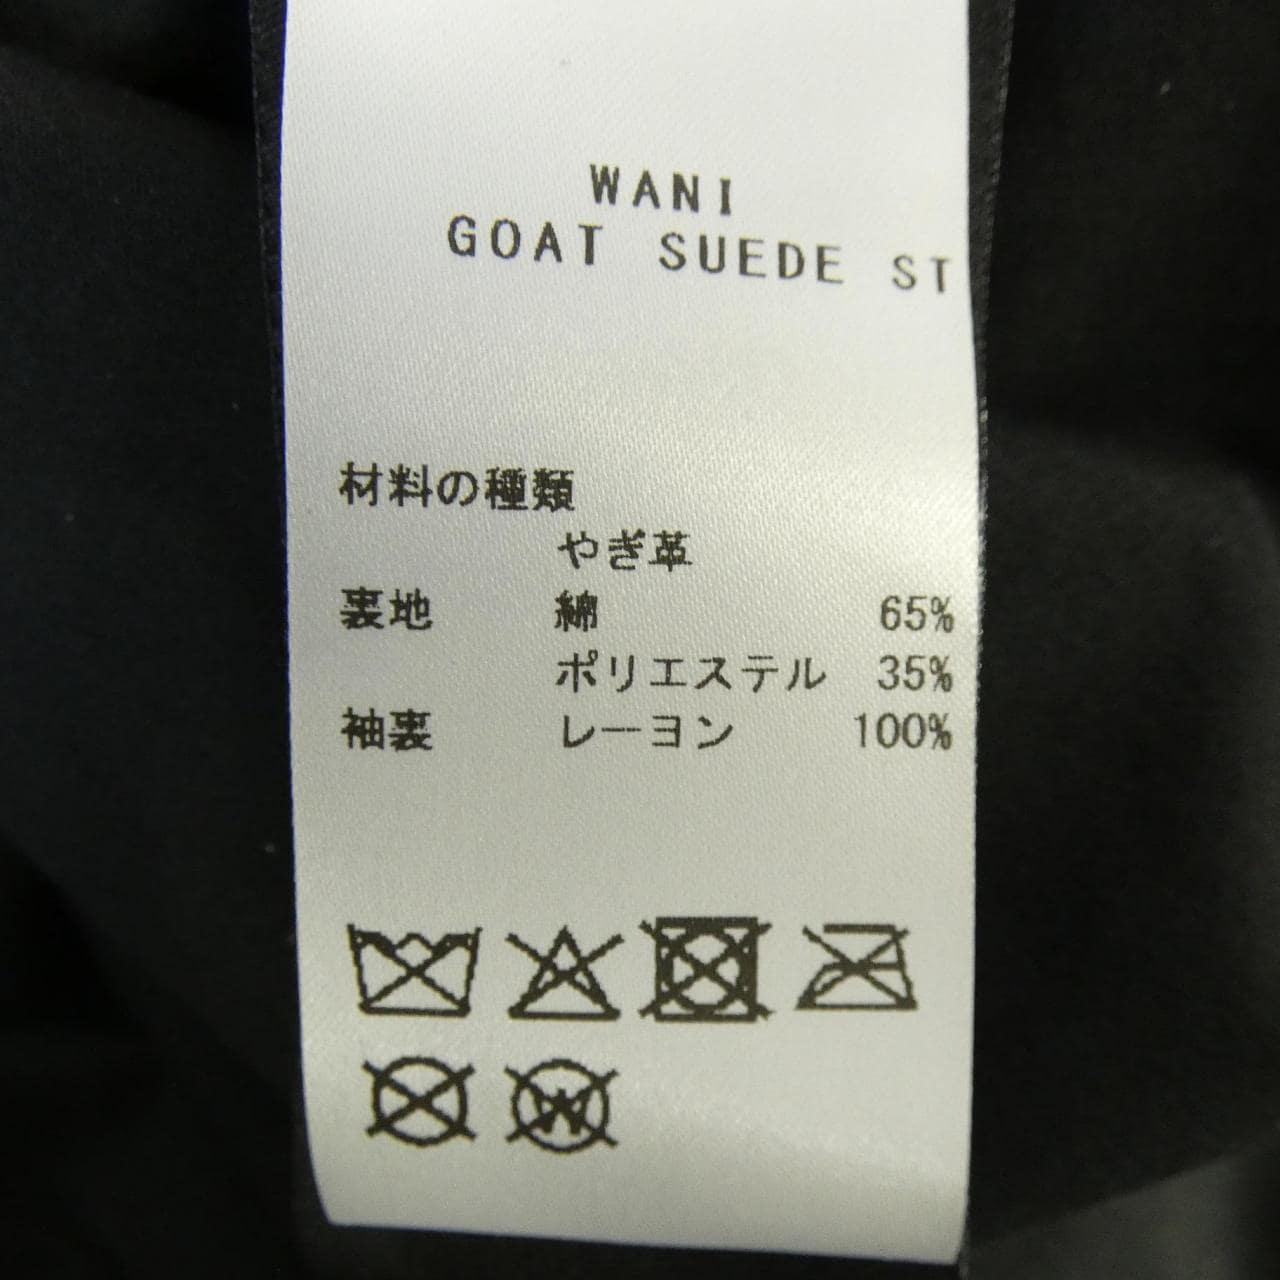 WANI
GOAT SUEDE ST
材料の種類
やぎ革
裏地 綿 65%
ポリエステル 35%
袖裏 レーヨン 100%
W